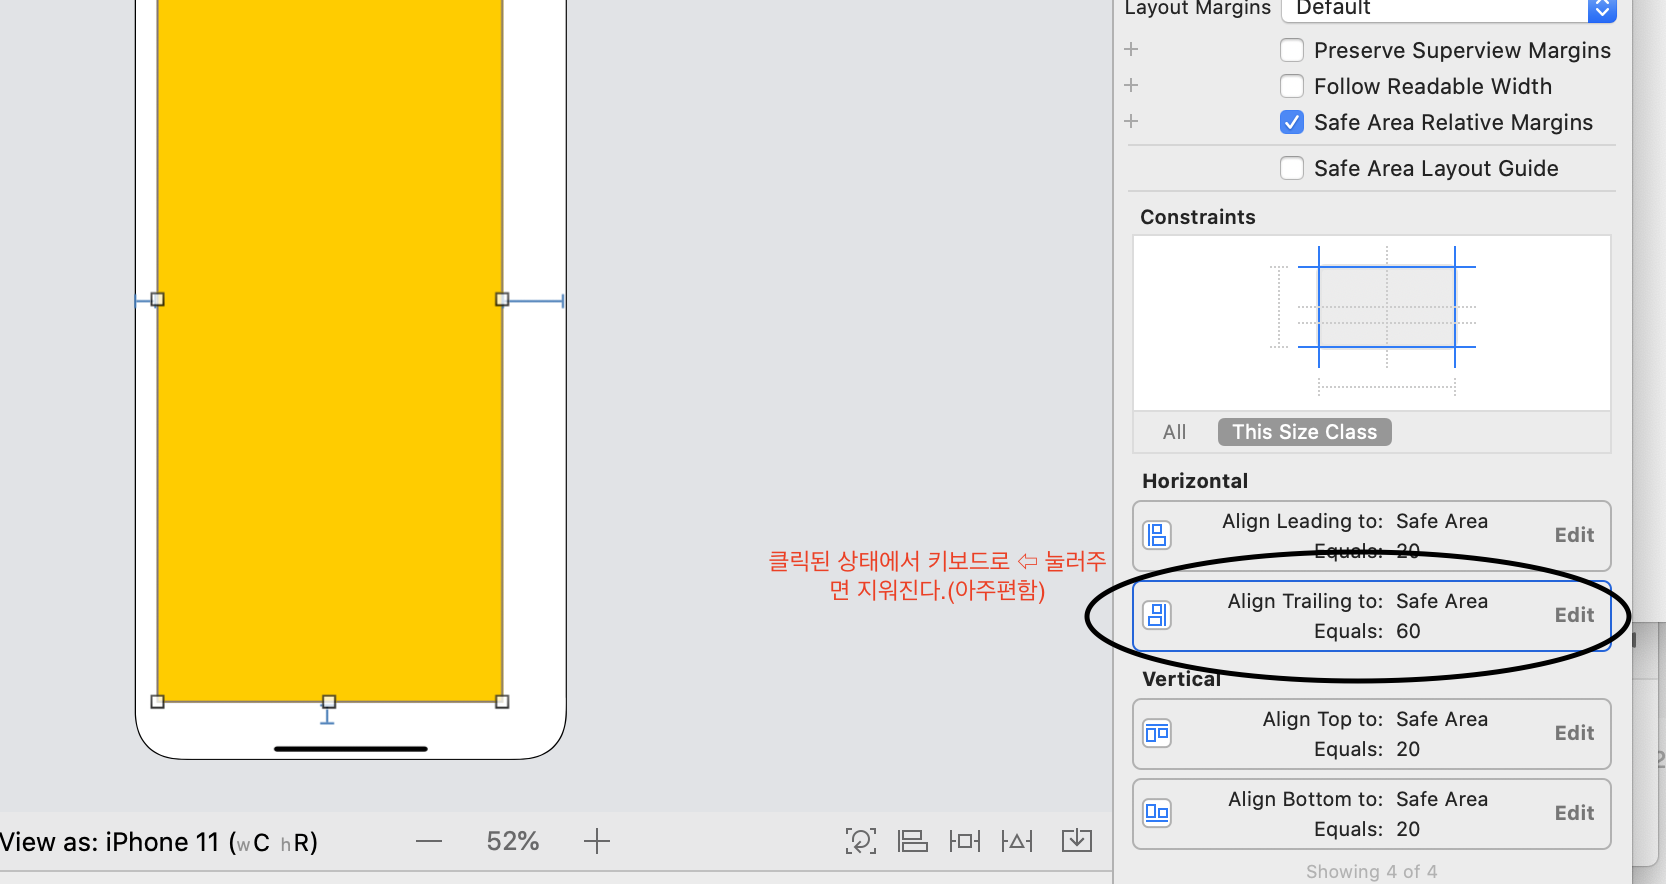 Layout Margins Default
Preserve Superview Margins
Follow Readable Width
Safe Area Relative Margins
Safe Area Layout Guide
Constraints
All This Size Class
Horizontal
Align Leading to: Safe Area
Equals: 20
Edit
클릭된 상태에서 키보드로 ⇦ 눌러주
면 지워진다.(아주편함)
Align Trailing to: Safe Area
Equals: 60
Edit
Vertical
Align Top to: Safe Area
Equals: 20
Edit
Align Bottom to: Safe Area
Equals: 20
Edit
Showing 4 of 4
View as: iPhone 11 (wC hR)
— 52% +